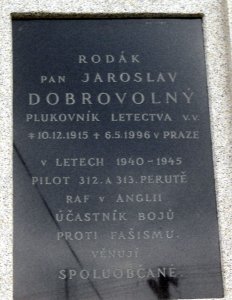 RODÁK
PAN JAROSLAV
DOBROVOLNÝ
PLUKOVNÍK LETECTVA V.V.
* 10.12.1915 ✝ 6.5.1996 V PRAZE
V LETECH 1940-1945
PILOT 312. A 313. PERUTĚ
RAF V ANGLII
ÚČASTNÍK BOJŮ
PROTI FAŠISMU.
VĚNUJÍ
SPOLUOBČANÉ.